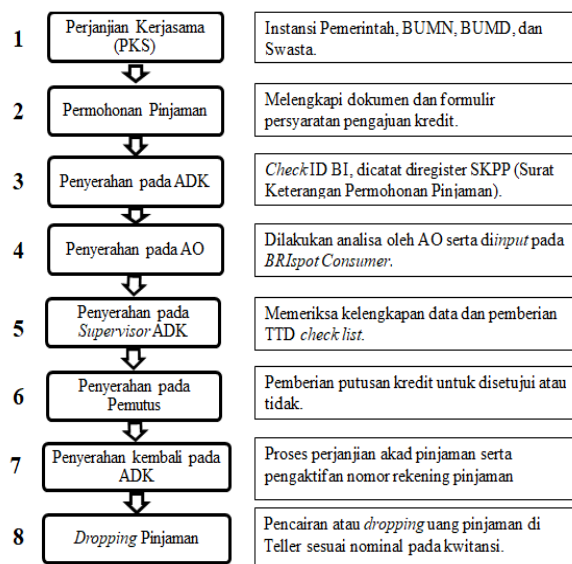 1
Perjanjian Kerjasama
(PKS)
Instansi Pemerintah, BUMN, BUMD, dan
Swasta.
2
Permohonan Pinjaman
Melengkapi dokumen dan formulir
persyaratan pengajuan kredit.
3
Penyerahan pada ADK
Check ID BI, dicatat diregister SKPP (Surat
Keterangan Permohonan Pinjaman).
4
Penyerahan pada AO
Dilakukan analisa oleh AO serta diinput pada
BRIspot Consumer.
5
Penyerahan pada
Supervisor ADK
Memeriksa kelengkapan data dan pemberian
TTD check list.
6
Penyerahan pada
Pemutus
Pemberian putusan kredit untuk disetujui atau
tidak.
7
Penyerahan kembali pada
ADK
Proses perjanjian akad pinjaman serta
pengaktifan nomor rekening pinjaman
8
Dropping Pinjaman
Pencairan atau dropping uang pinjaman di
Teller sesuai nominal pada kwitansi.